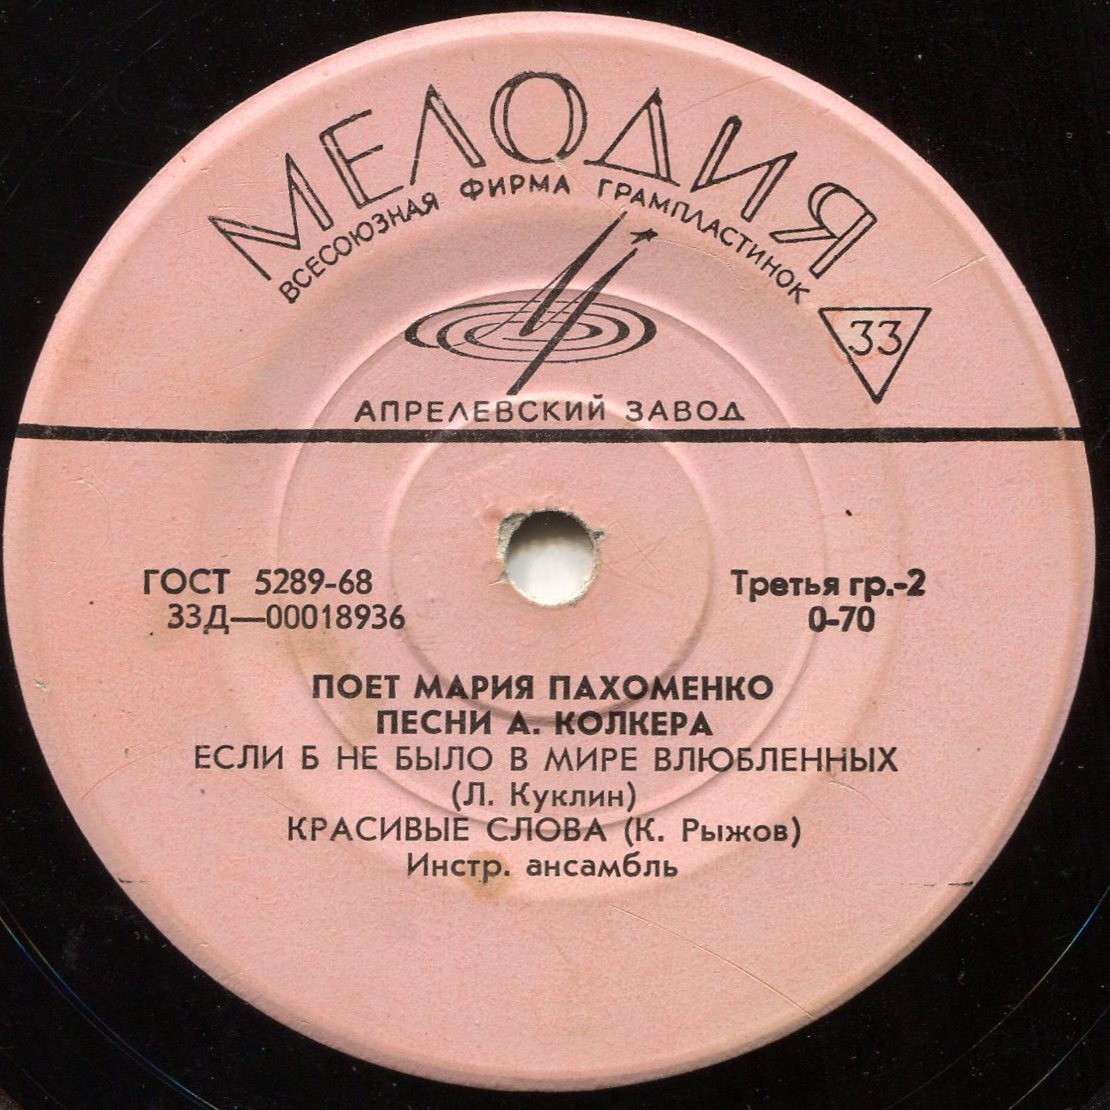 МЕЛОДИЯ
ВСЕСОЮЗНАЯ ФИРМА ГРАМПЛАСТИНОК
33
АПРЕЛЕВСКИЙ ЗАВОД
ГОСТ 5289-68
33Д—00018936
Третья гр.-2
0-70
ПОЕТ МАРИЯ ПАХОМЕНКО
ПЕСНИ А. КОЛКЕРА
ЕСЛИ Б НЕ БЫЛО В МИРЕ ВЛЮБЛЕННЫХ
(Л. Куклин)
КРАСИВЫЕ СЛОВА (К. Рыжов)
Инстр. ансамбль